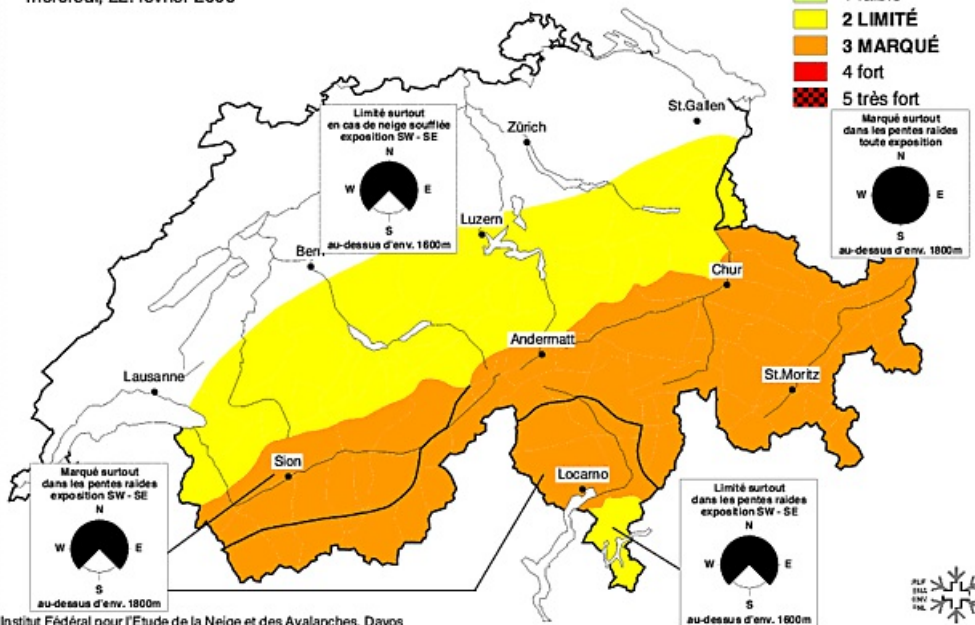 2 LIMITÉ
3 MARQUÉ
4 fort
5 très fort
St.Gallen
Zürich
Limité surtout
en cas de neige soufflée
exposition SW - SE
N
W E
S
au-dessus d'env. 1600m
Marqué surtout
dans les pentes raides
toute exposition
N
W E
S
au-dessus d'env. 1800m
Luzern
Bern
Chur
Andermatt
Lausanne
St.Moritz
Sion
Locarno
Marqué surtout
dans les pentes raides
exposition SW - SE
N
W E
S
au-dessus d'env. 1800m
Limité surtout
dans les pentes raides
exposition SW - SE
N
W E
S
au-dessus d'env. 1600m
Institut Fédéral pour l'Etude de la Neige et des Avalanches, Davos